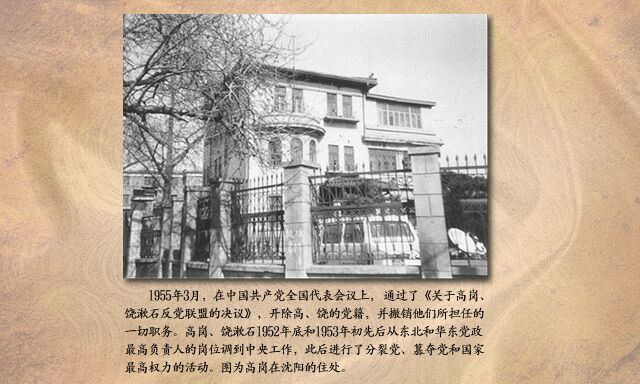 1955年3月，在中国共产党全国代表会议上，通过了《关于高岗、
饶漱石反党联盟的决议》，开除高、饶的党籍，并撤销他们所担任的
一切职务。高岗、饶漱石1952年底和1953年初先后从东北和华东党政
最高负责人的岗位调到中央工作，此后进行了分裂党、篡夺党和国家
最高权力的活动。图为高岗在沈阳的住处。